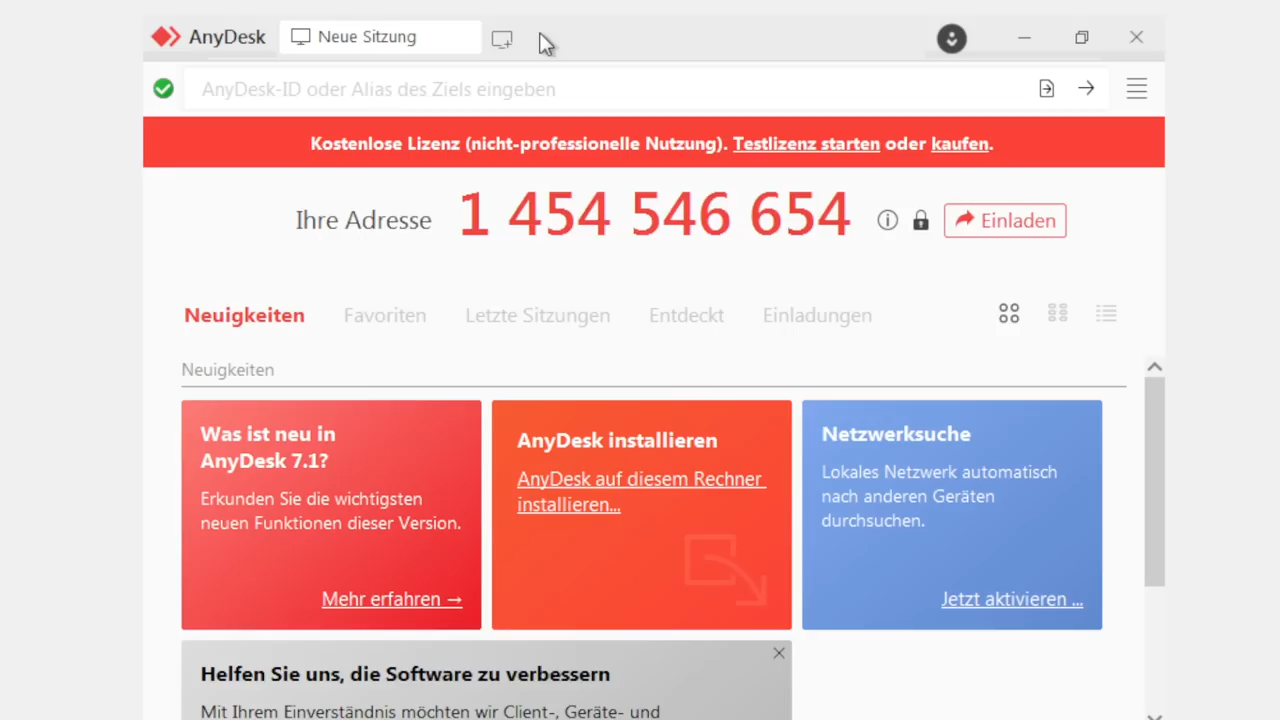 AnyDesk
Neue Sitzung
AnyDesk-ID oder Alias des Ziels eingeben
Kostenlose Lizenz (nicht-professionelle Nutzung). Testlizenz starten oder kaufen.
Ihre Adresse 1 454 546 654 Einladen
Neuigkeiten Favoriten Letzte Sitzungen Entdeckt Einladungen
Neuigkeiten
Was ist neu in
AnyDesk 7.1?
Erkunden Sie die wichtigsten
neuen Funktionen dieser Version.
Mehr erfahren →
AnyDesk installieren
AnyDesk auf diesem Rechner
installieren...
Netzwerksuche
Lokales Netzwerk automatisch
nach anderen Geräten
durchsuchen.
Jetzt aktivieren ...
Helfen Sie uns, die Software zu verbessern
Mit Ihrem Einverständnis möchten wir Client-, Geräte- und